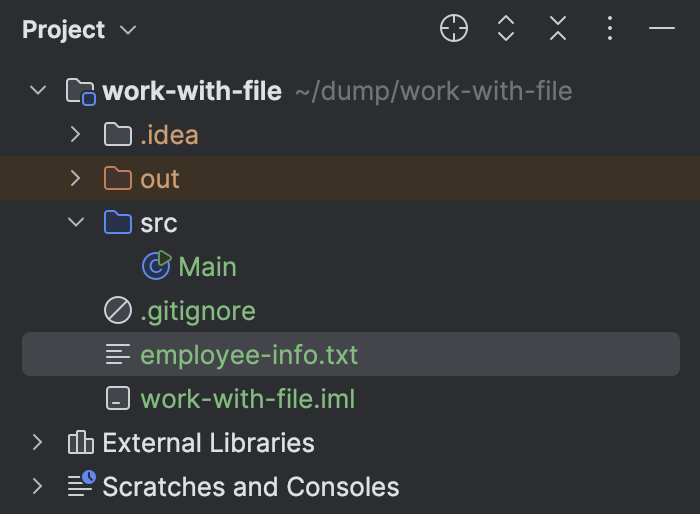 Project
work-with-file ~/dump/work-with-file
.idea
out
src
Main
.gitignore
employee-info.txt
work-with-file.iml
External Libraries
Scratches and Consoles